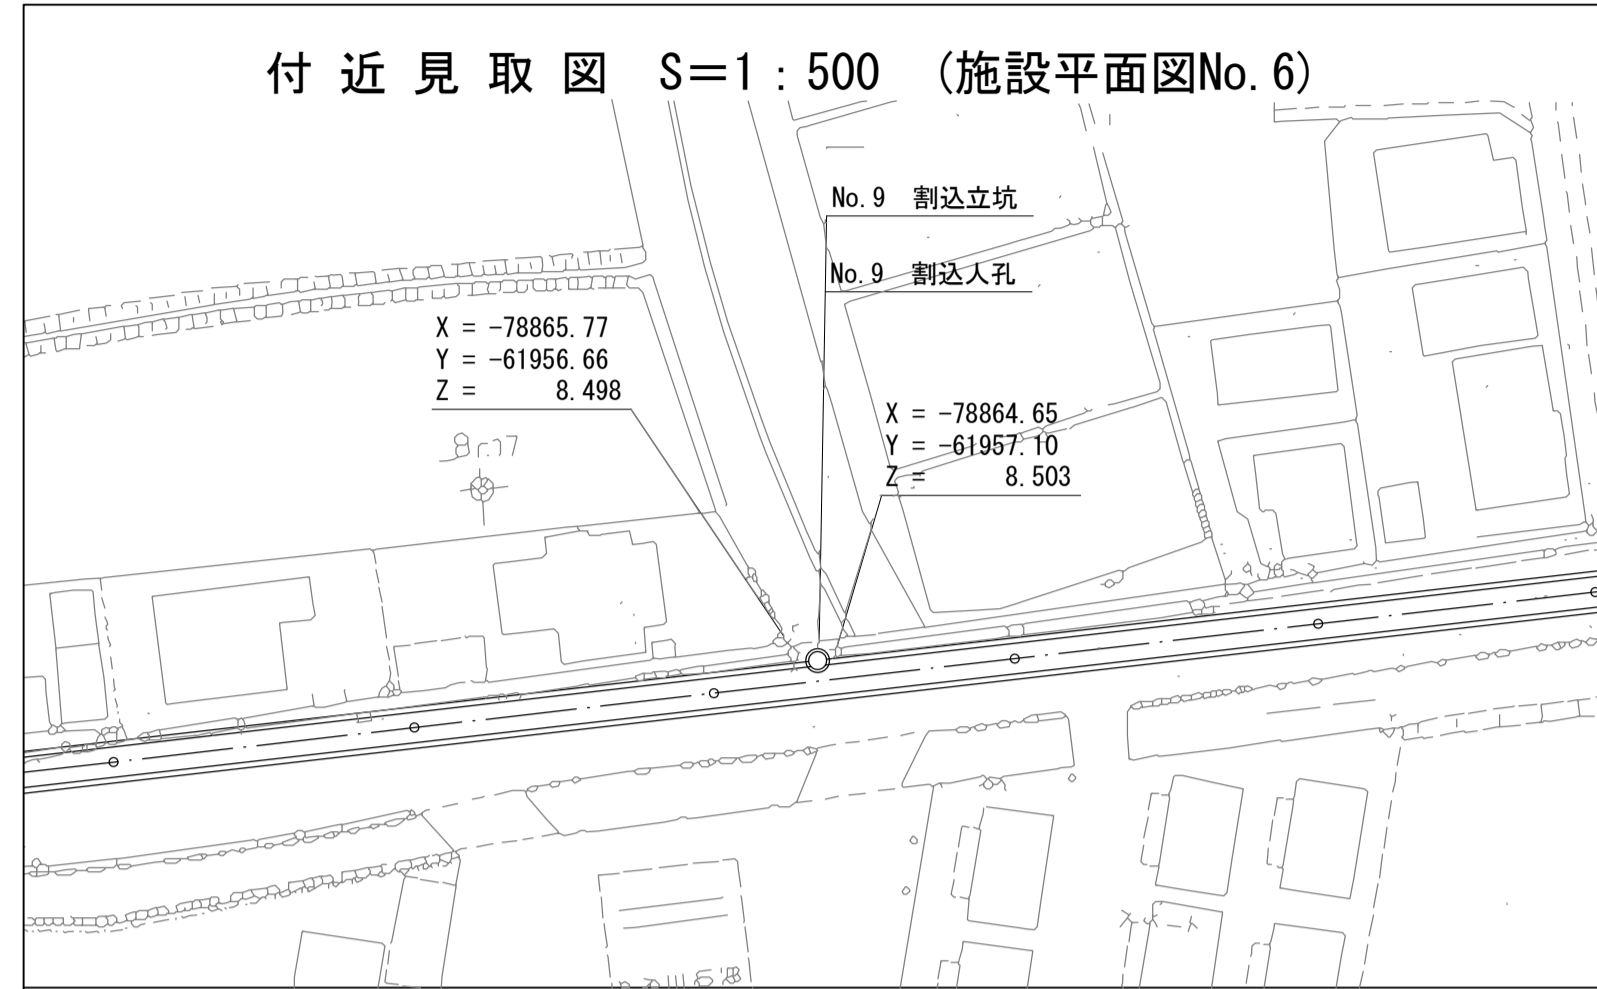 付近見取図 S=1:500 (施設平面図No.6)
No.9 割込立坑
No.9 割込人孔
X = -78865.77
Y = -61956.66
Z = 8.498
X = -78864.65
Y = -61957.10
Z = 8.503